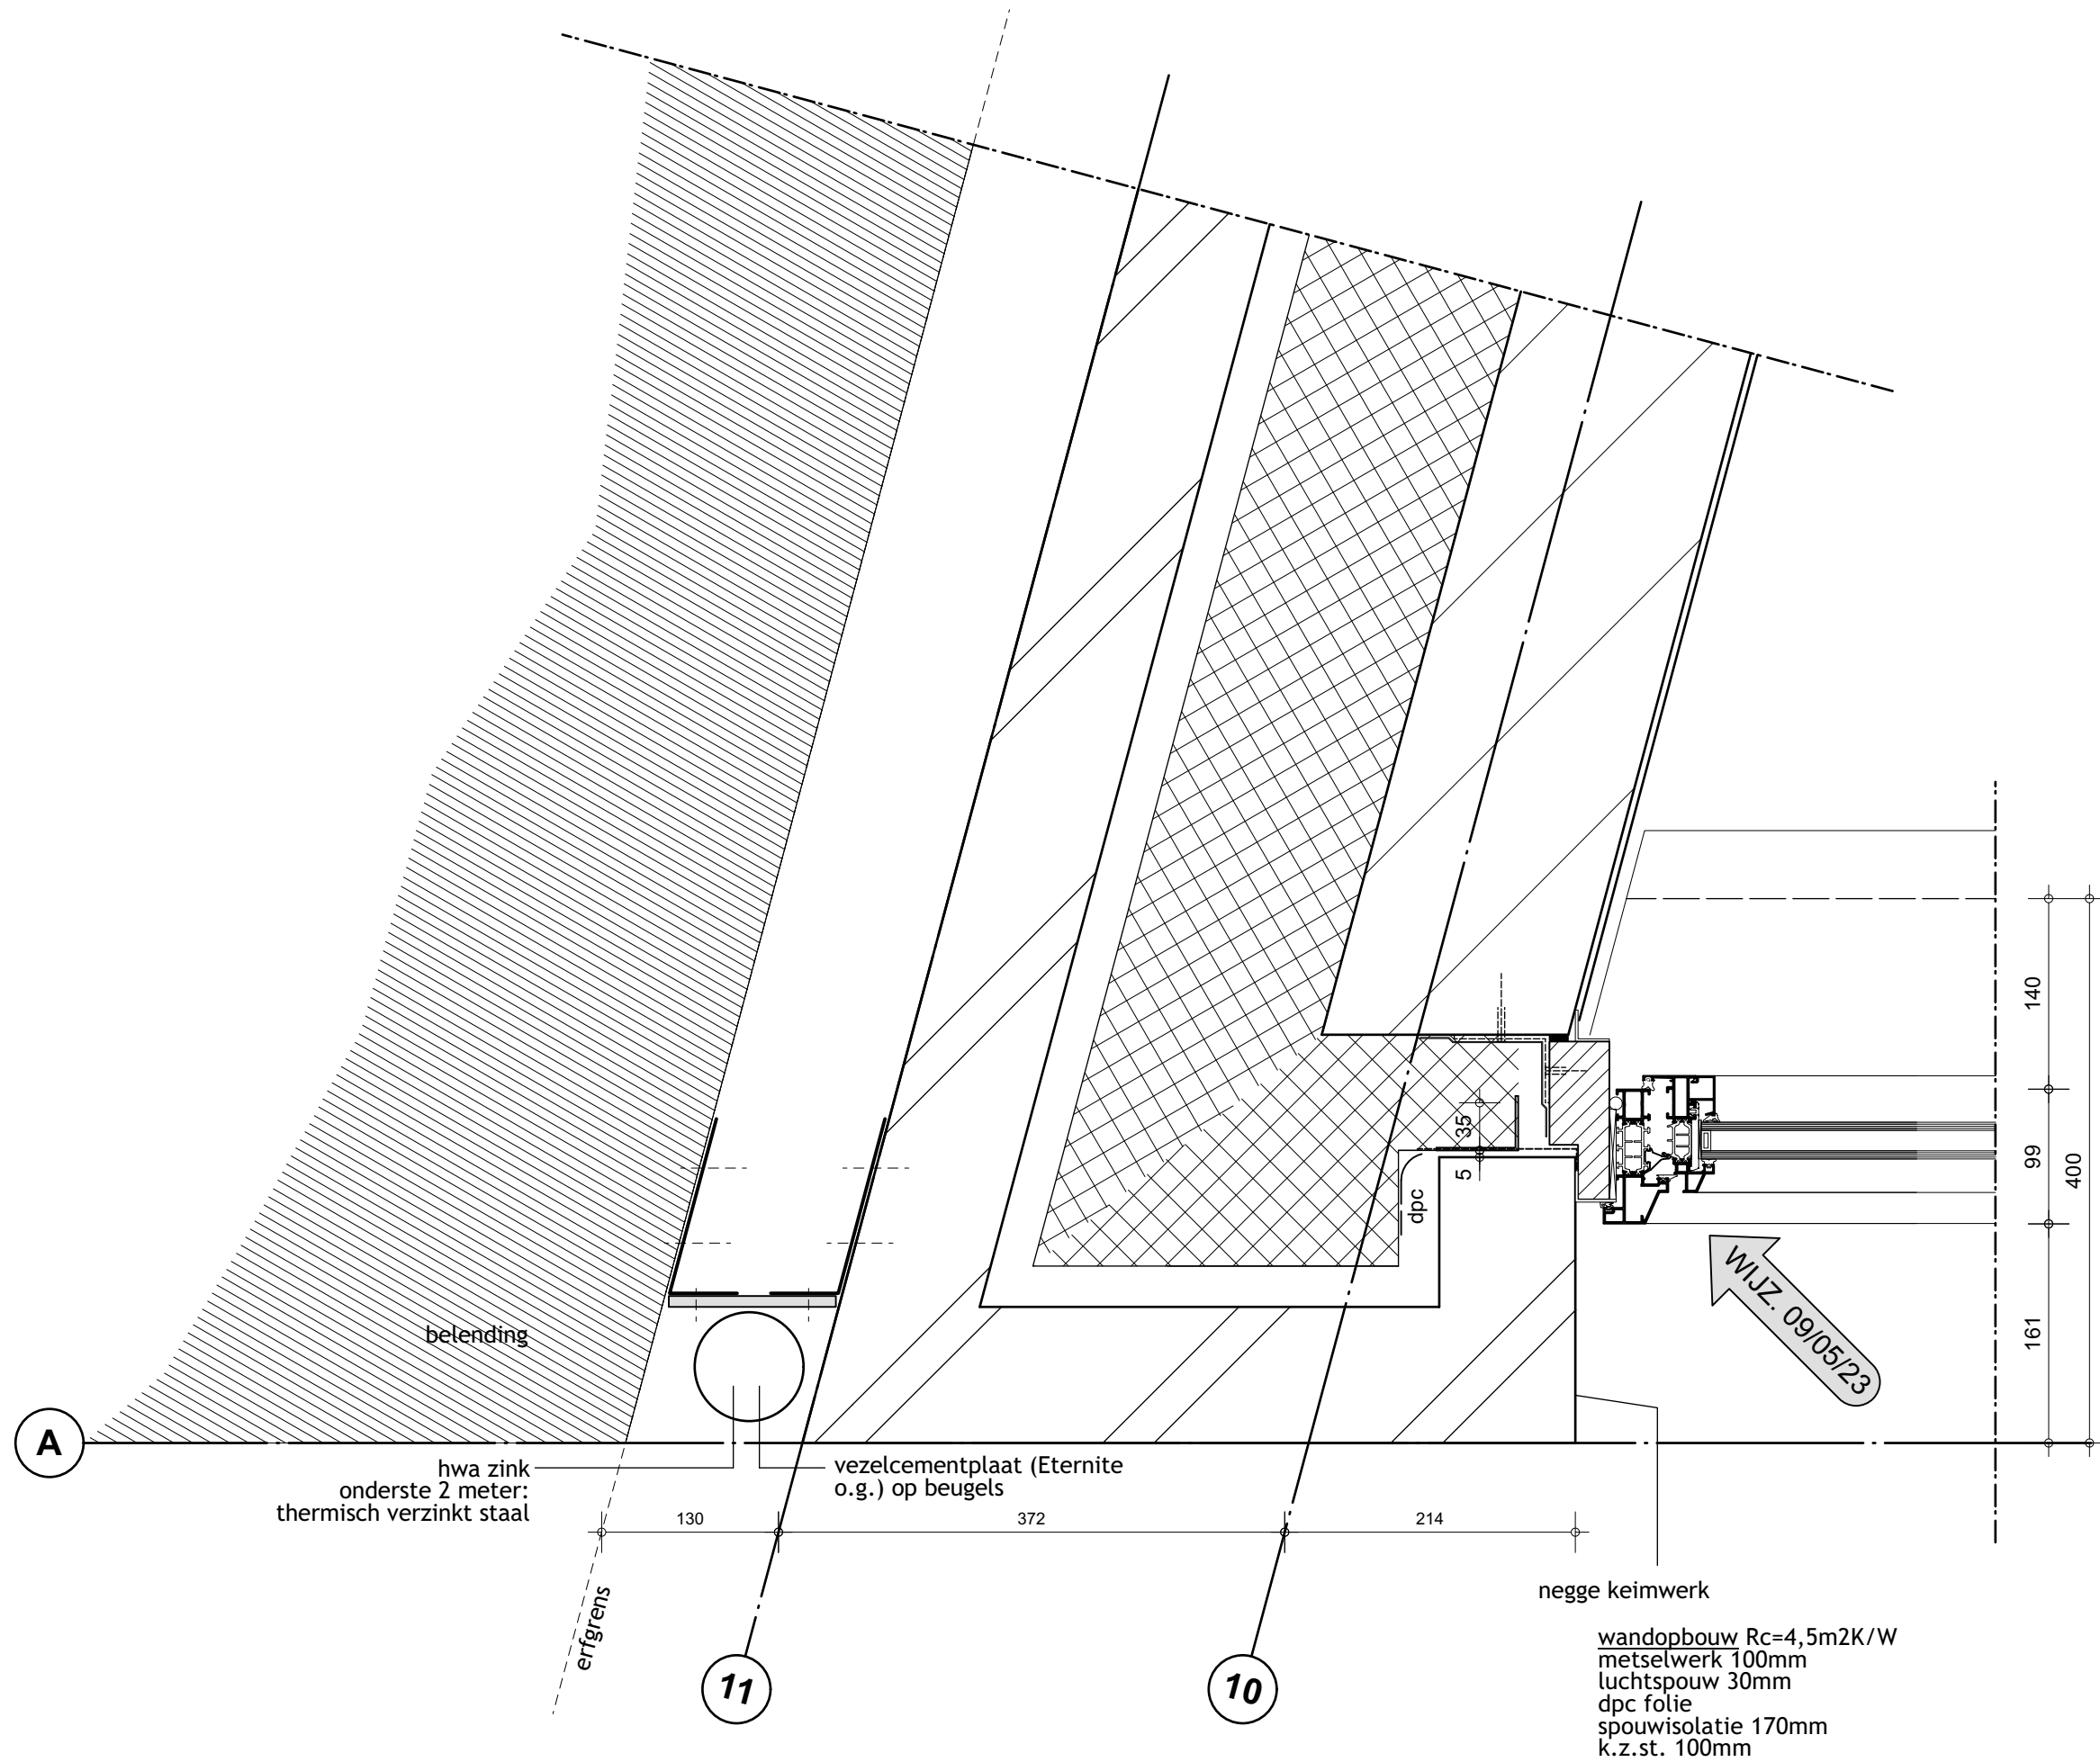 140
99
400
161
35
5
dpc
WIJZ. 09/05/23
belending
A
hwa zink
onderste 2 meter:
thermisch verzinkt staal
vezelcementplaat (Eternite
o.g.) op beugels
130
372
214
erfgrens
11
10
negge keimwerk
wandopbouw Rc=4,5m2K/W
metselwerk 100mm
luchtspouw 30mm
dpc folie
spouwisolatie 170mm
k.z.st. 100mm